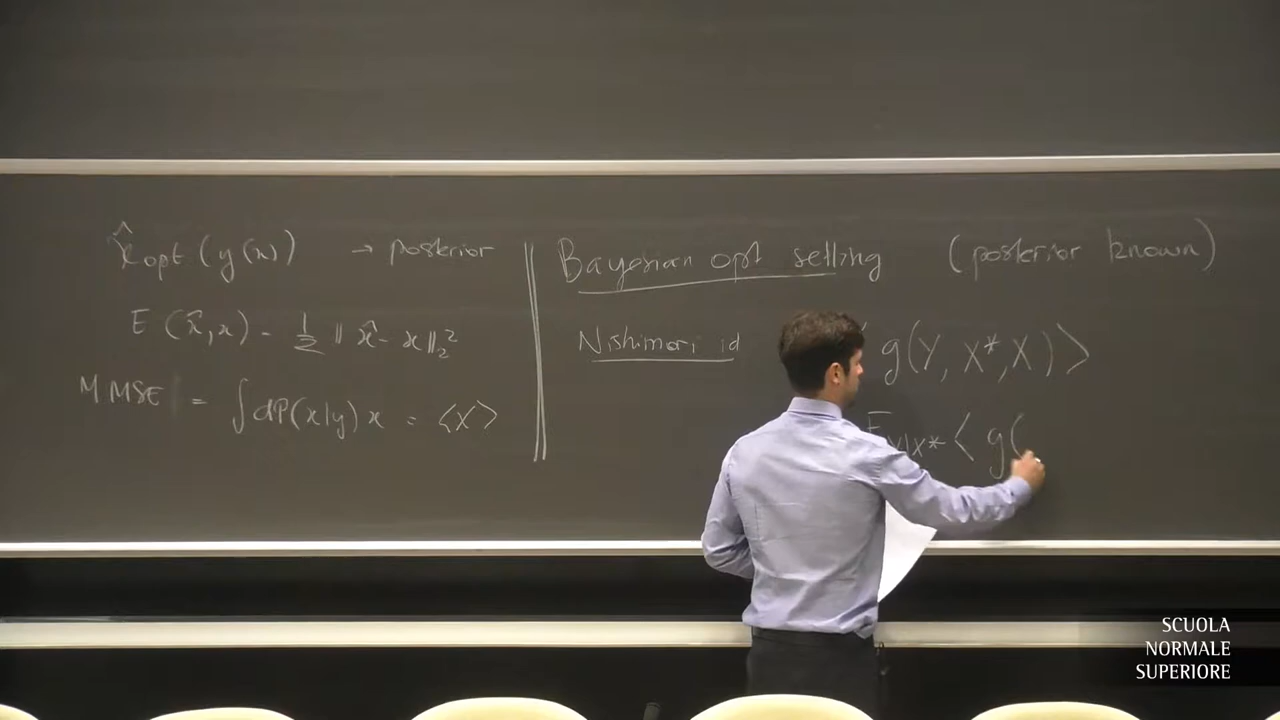 x̂opt (y(x)) → posterior
E (x̂,x) = 1/2 ‖ x̂ - x ‖₂²
MMSE = ∫ dP(x|y) x = ⟨X⟩
Bayesian opt setting (posterior known)
Nishimori id g(Y, X*, X)⟩
E Y|X* ⟨ g(
SCUOLA
NORMALE
SUPERIORE